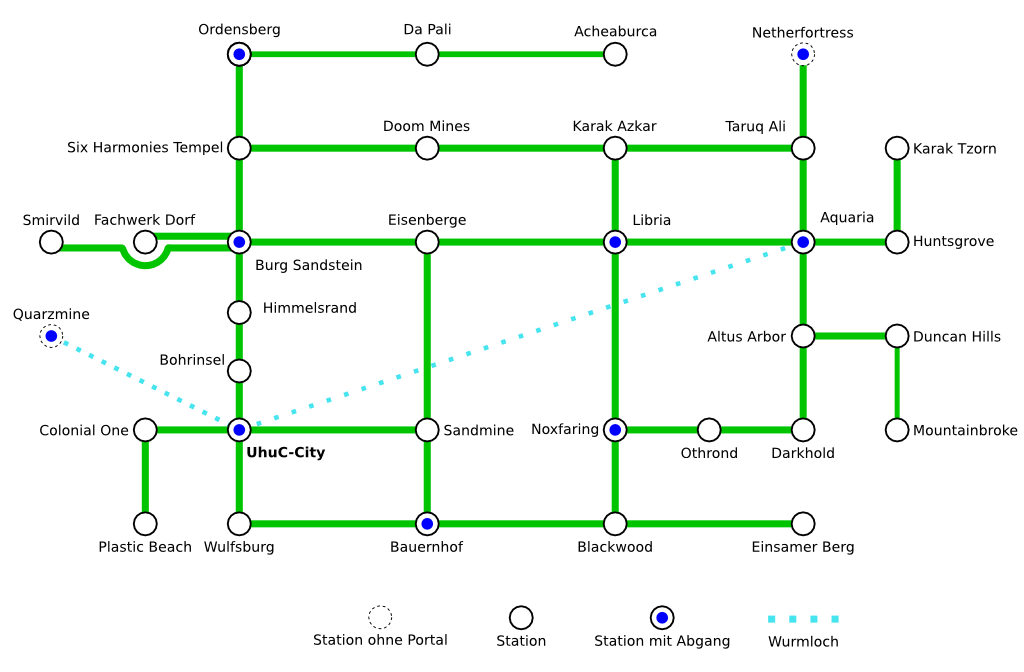 Ordensberg
Da Pali
Acheaburca
Netherfortress
Six Harmonies Tempel
Doom Mines
Karak Azkar
Taruq Ali
Karak Tzorn
Smirvild
Fachwerk Dorf
Eisenberge
Libria
Aquaria
Huntsgrove
Burg Sandstein
Himmelsrand
Quarzmine
Bohrinsel
Altus Arbor
Duncan Hills
Colonial One
UhuC-City
Sandmine
Noxfaring
Othrond
Darkhold
Mountainbroke
Plastic Beach
Wulfsburg
Bauernhof
Blackwood
Einsamer Berg
Station ohne Portal
Station
Station mit Abgang
Wurmloch